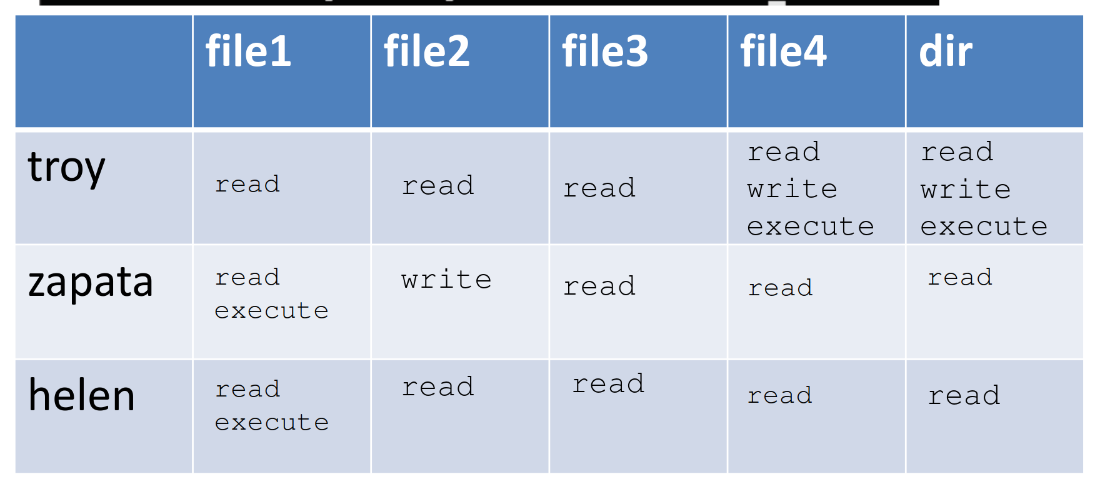 file1 file2 file3 file4 dir
troy read read read read write execute read write execute
zapata read execute write read read read
helen read execute read read read read